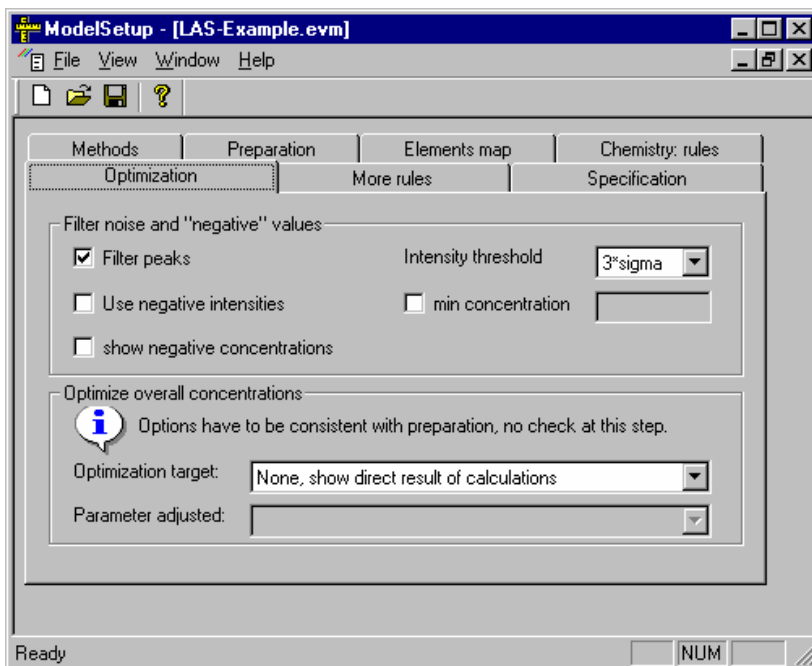 ModelSetup - [LAS-Example.evm]
File View Window Help
Methods Preparation Elements map Chemistry: rules
Optimization More rules Specification
Filter noise and "negative" values
Filter peaks Intensity threshold 3*sigma
Use negative intensities min concentration
show negative concentrations
Optimize overall concentrations
Options have to be consistent with preparation, no check at this step.
Optimization target: None, show direct result of calculations
Parameter adjusted:
Ready NUM